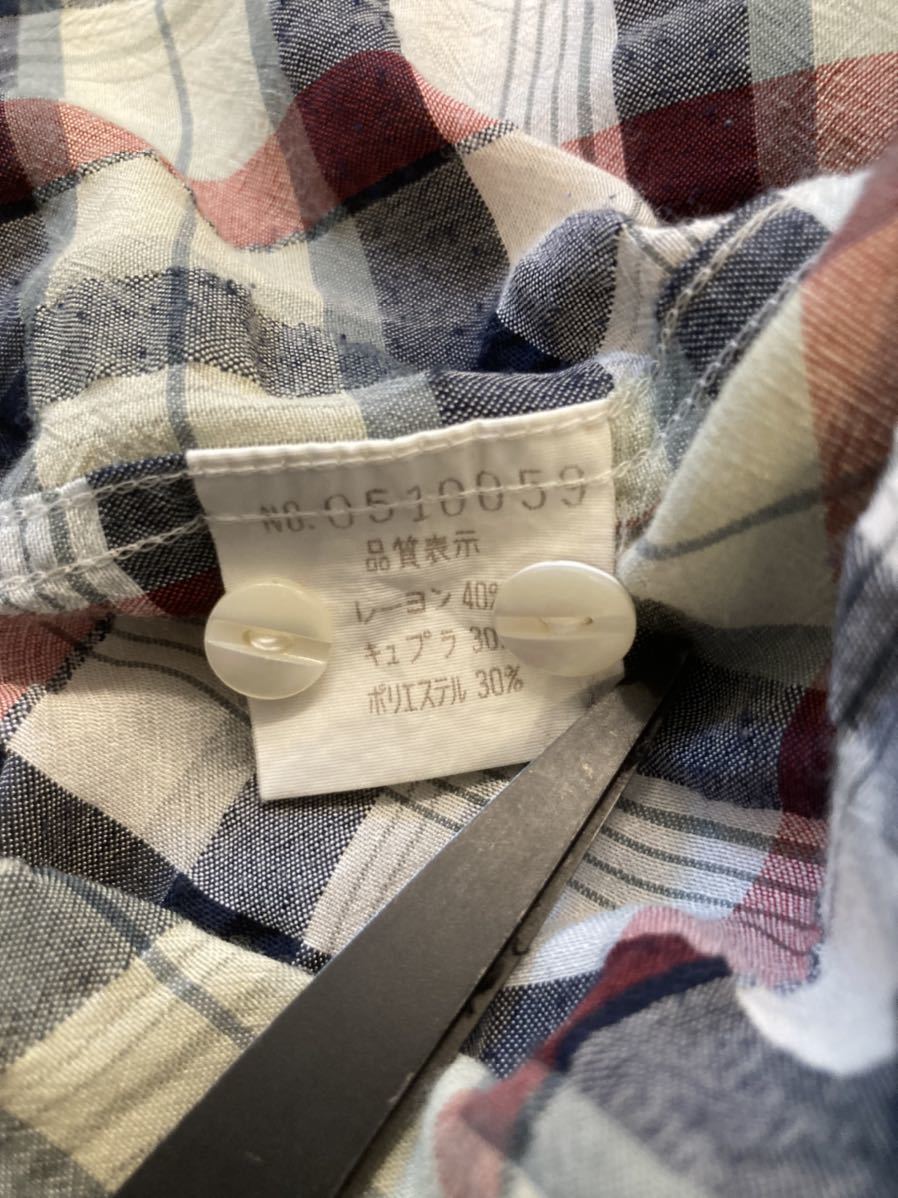 NO. 0510059
品質表示
レーヨン 40%
キュプラ 30
ポリエステル 30%